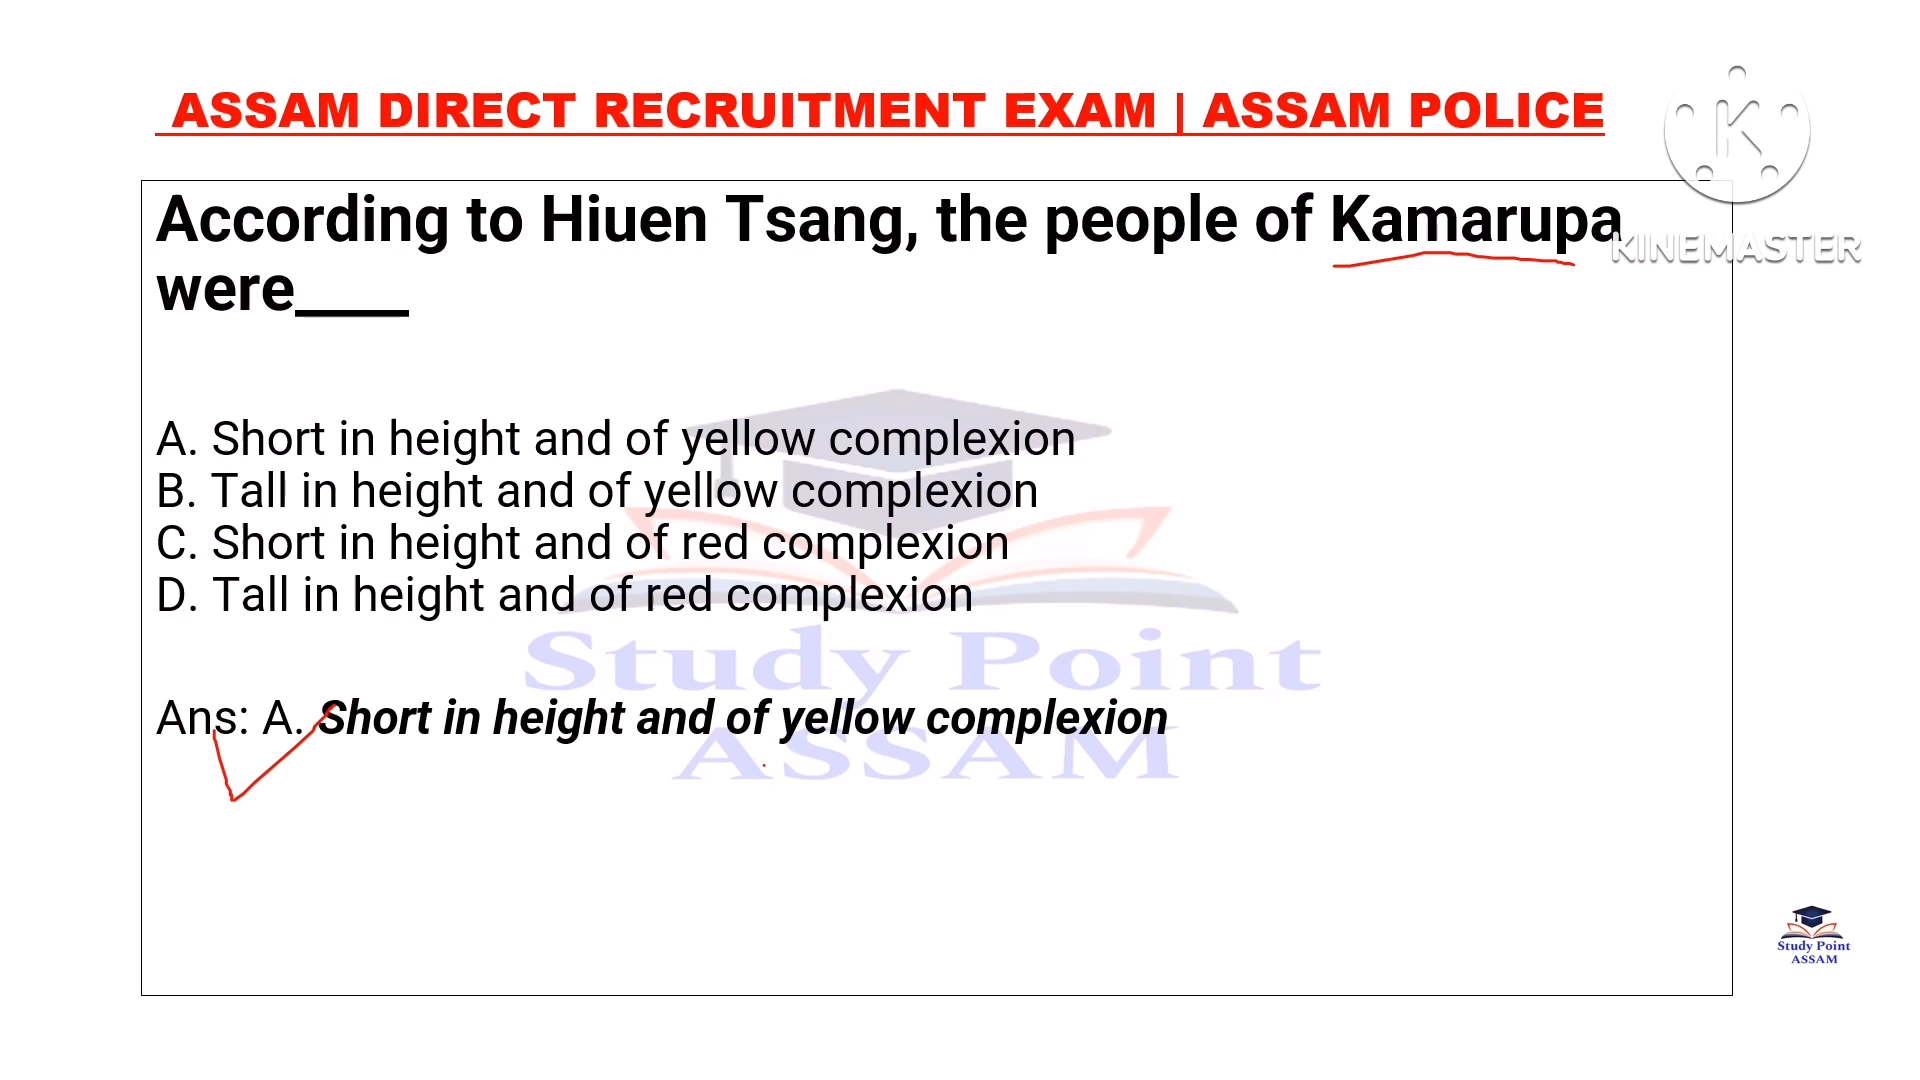 ASSAM DIRECT RECRUITMENT EXAM | ASSAM POLICE
KINEMASTER
According to Hiuen Tsang, the people of Kamarupa
were____
A. Short in height and of yellow complexion
B. Tall in height and of yellow complexion
C. Short in height and of red complexion
D. Tall in height and of red complexion
Study Point
Ans: A. Short in height and of yellow complexion
ASSAM
Study Point
ASSAM